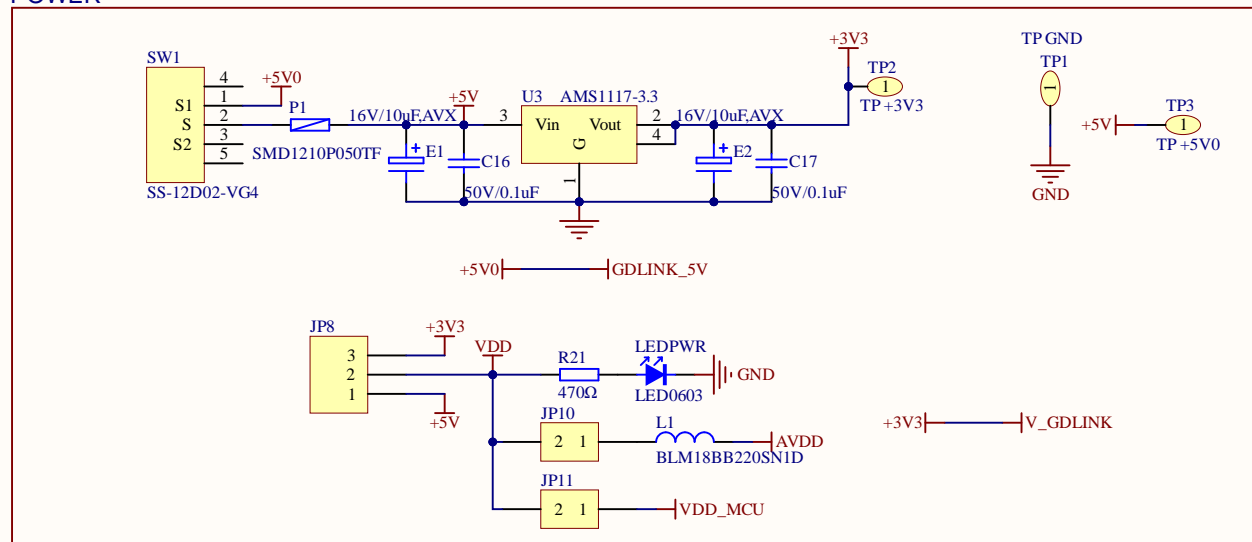 POWER
SW1
4
+5V0
S1
1
P1
S
2
S2
3
5
SMD1210P050TF
SS-12D02-VG4
16V/10uF,AVX
+5V
E1
C16
50V/0.1uF
U3
AMS1117-3.3
3
Vin
Vout
2
4
G
1
16V/10uF,AVX
E2
C17
50V/0.1uF
+3V3
TP2
1
TP +3V3
TP GND
TP1
1
GND
+5V
TP3
1
TP +5V0
+5V0
GDLINK_5V
JP8
+3V3
3
2
1
+5V
VDD
R21
470Ω
LEDPWR
LED0603
GND
JP10
2 1
L1
BLM18BB220SN1D
AVDD
JP11
2 1
VDD_MCU
+3V3
V_GDLINK